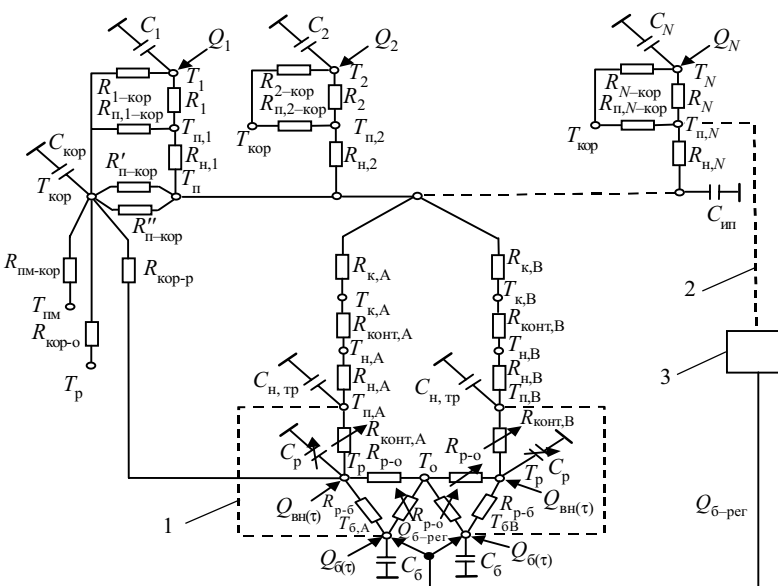 C1 Q1 C2 Q2 CN QN
T1 T2 TN
R1–кор R1 R2–кор R2 RN–кор RN
Rп,1–кор Rп,2–кор Rп,N–кор
Tп,1 Tкор Tп,2 Tкор Tп,N
Cкор R′п–кор Rн,1 Rн,2 Rн,N
Tкор Tп
R″п–кор Cип
Rпм-кор Rкор-р Rк,А Rк,В
Tк,А Tк,В 2
Tпм Rконт,А Rконт,В
Rкор-о Tн,А Tн,В 3
Tр Cн, тр Rн,А Cн, тр Rн,В
Tп,А Tп,В
Rконт,А Rконт,В
Cр Rр-о Rр-о Cр
Tр Tо Tр
Qвн(τ) Rр-б Rр-о Rр-б Qвн(τ) Qб–рег
1 Tб,А Qб–рег TбВ
Qб(τ) Cб Cб Qб(τ)